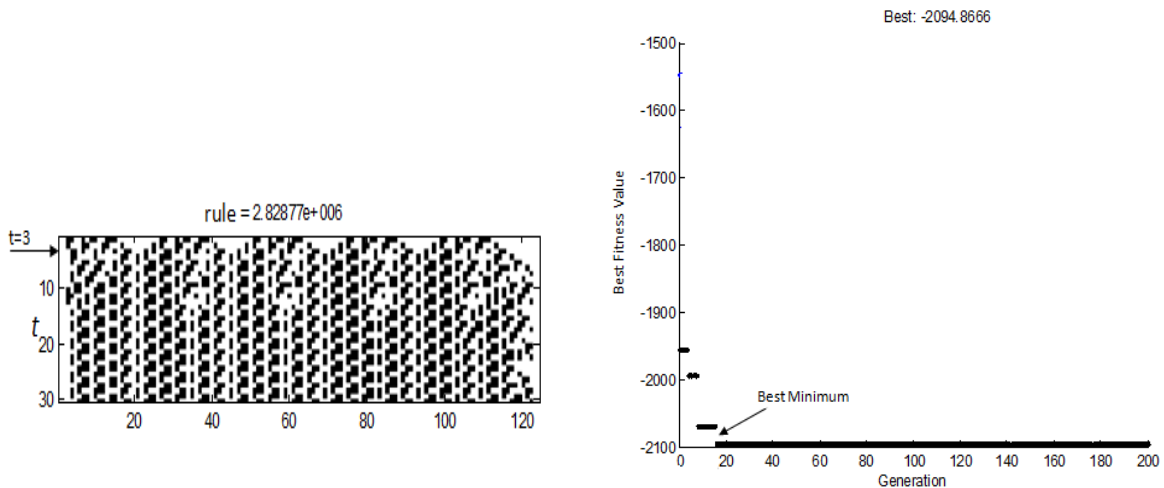 rule = 2.82877e+006
t=3
10
t
20
30
20 40 60 80 100 120
Best: -2094.8666
-1500
-1600
-1700
-1800
-1900
-2000
-2100
Best Fitness Value
Best Minimum
0 20 40 60 80 100 120 140 160 180 200
Generation